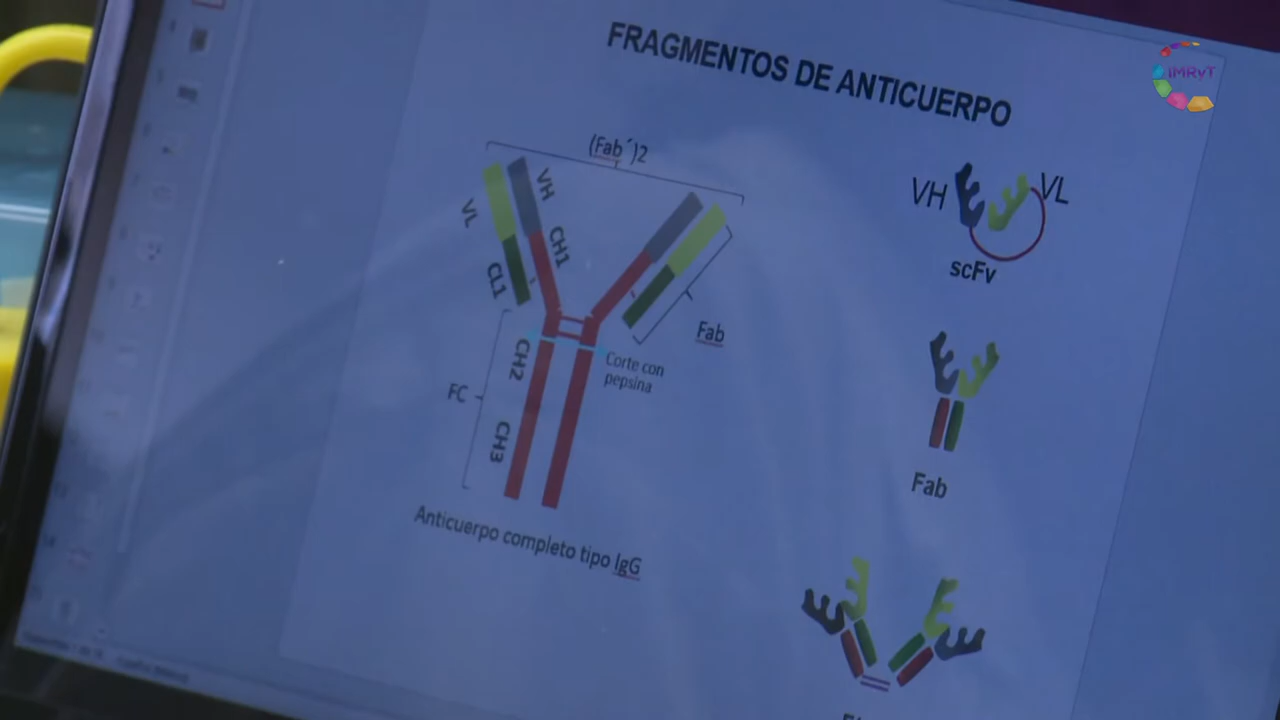 FRAGMENTOS DE ANTICUERPO
IMRyT
(Fab´)2
VH
VL
CH1
CL1
Fab
Corte con
pepsina
CH2
FC
CH3
Anticuerpo completo tipo IgG
VH
VL
scFv
Fab